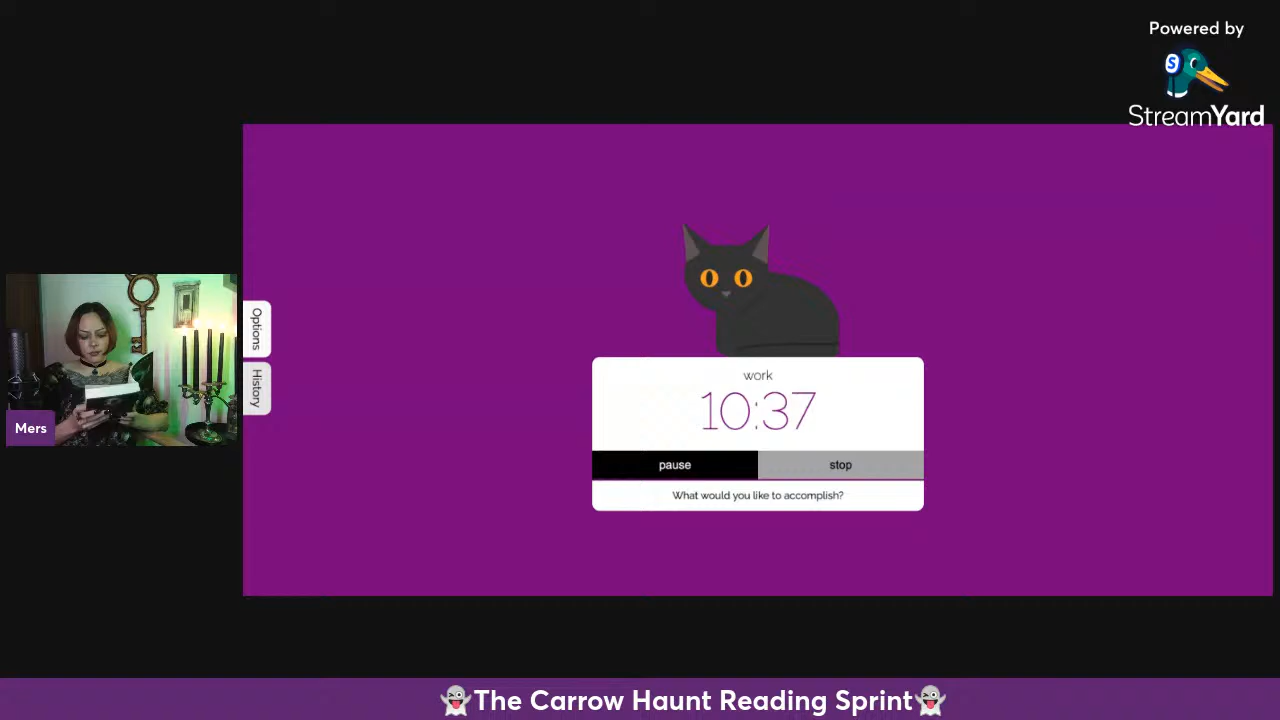 Powered by
S
StreamYard
Options
History
work
10:37
pause
stop
What would you like to accomplish?
Mers
👻The Carrow Haunt Reading Sprint👻